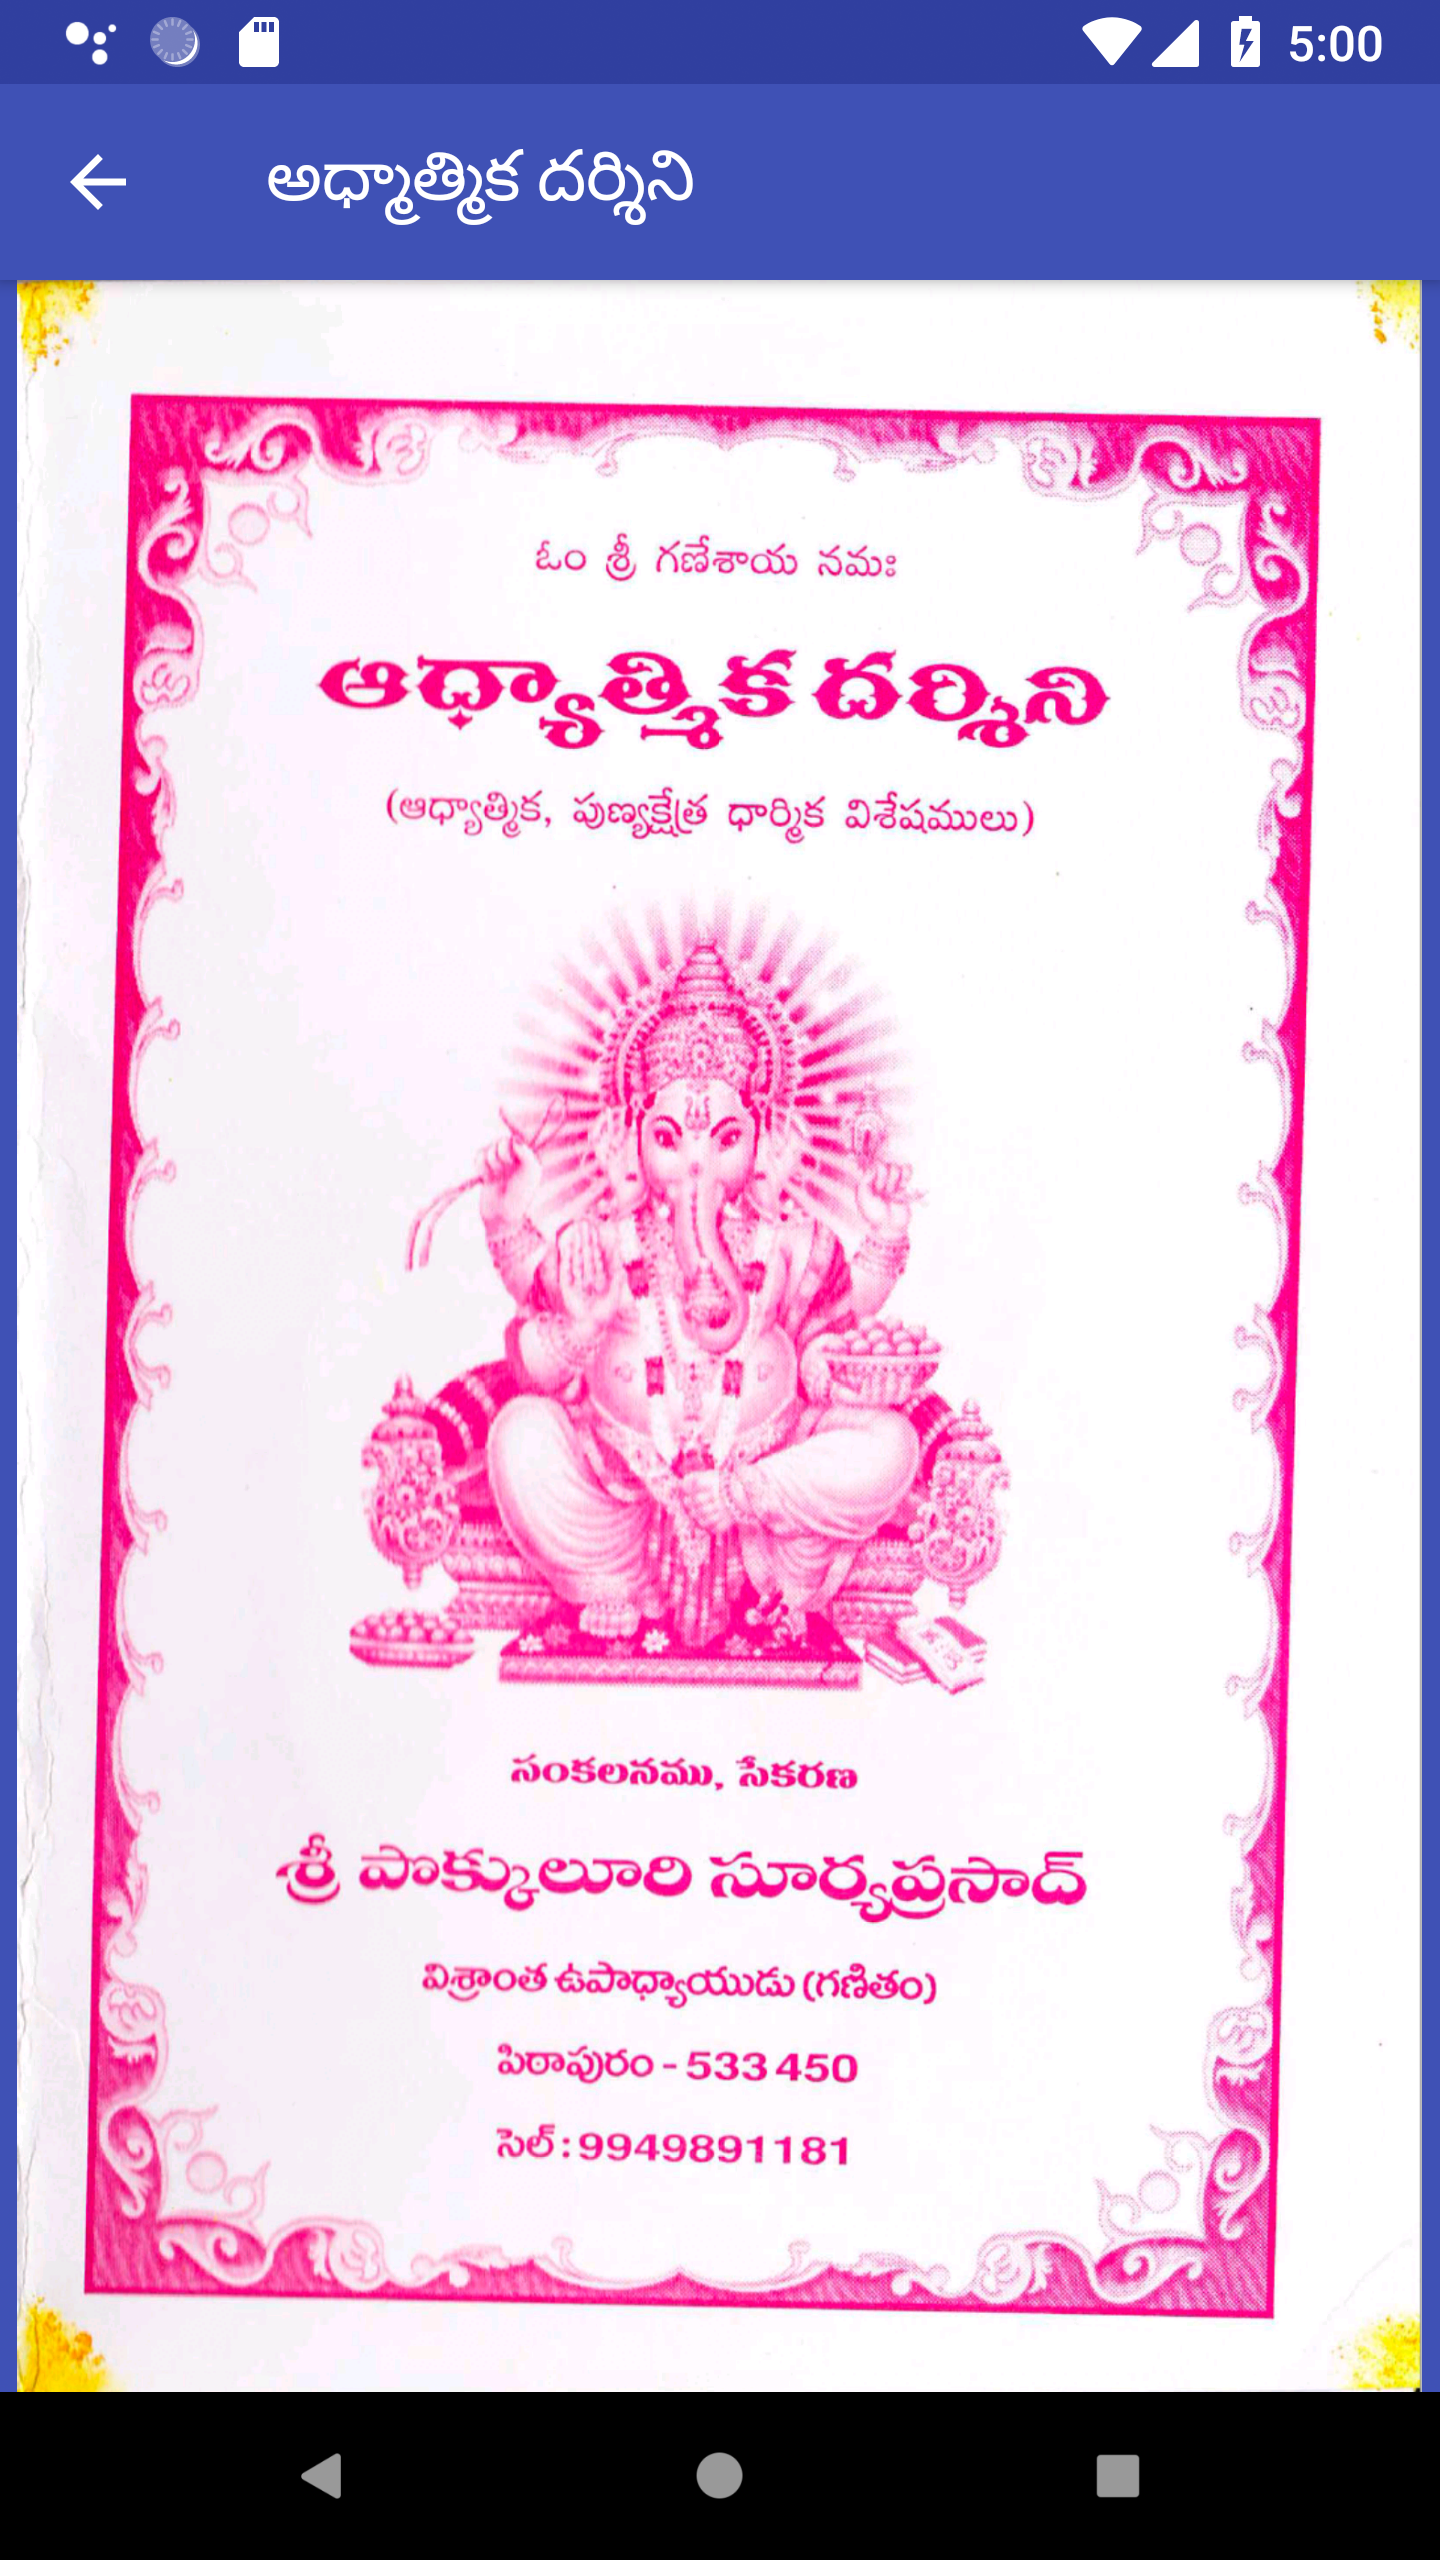 5:00
అధ్మాత్మిక దర్శిని
ఓం శ్రీ గణేశాయ నమః
ఆధ్యాత్మిక దర్శిని
(ఆధ్యాత్మిక, పుణ్యక్షేత్ర ధార్మిక విశేషములు)
సంకలనము, సేకరణ
శ్రీ పొక్కులూరి సూర్యప్రసాద్
విశ్రాంత ఉపాధ్యాయుడు (గణితం)
పిఠాపురం - 533 450
సెల్ : 9949891181